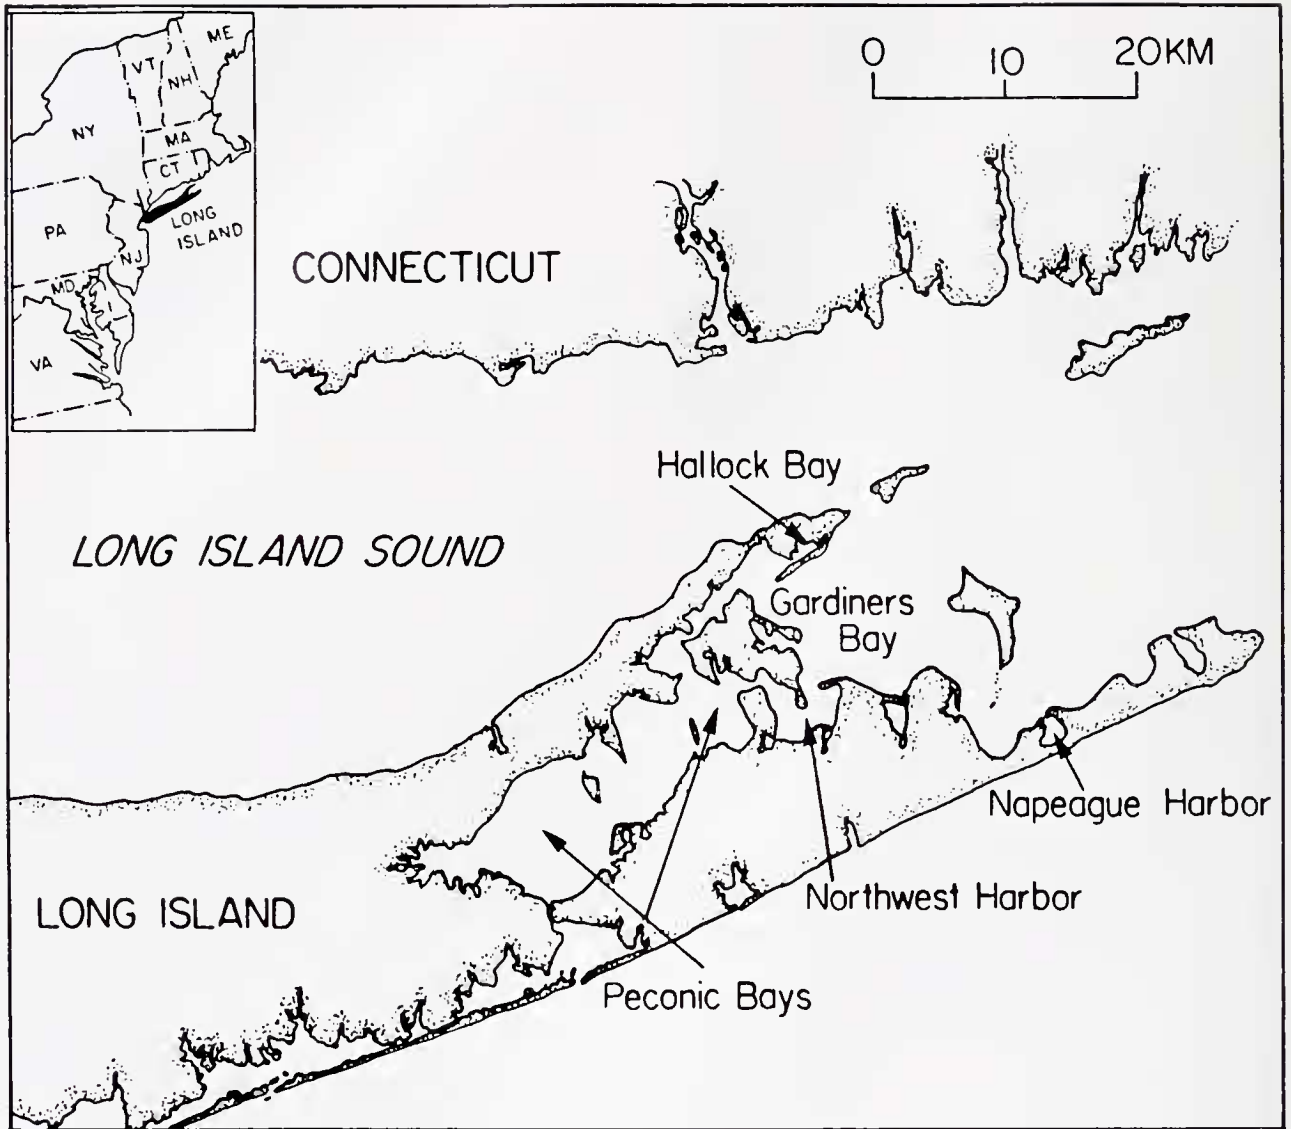 ME
VT
NH
NY
MA
CT
LONG
ISLAND
PA
NJ
MD
VA
0 10 20KM
CONNECTICUT
Hallock Bay
LONG ISLAND SOUND
Gardiners
Bay
Napeague Harbor
Northwest Harbor
LONG ISLAND
Peconic Bays